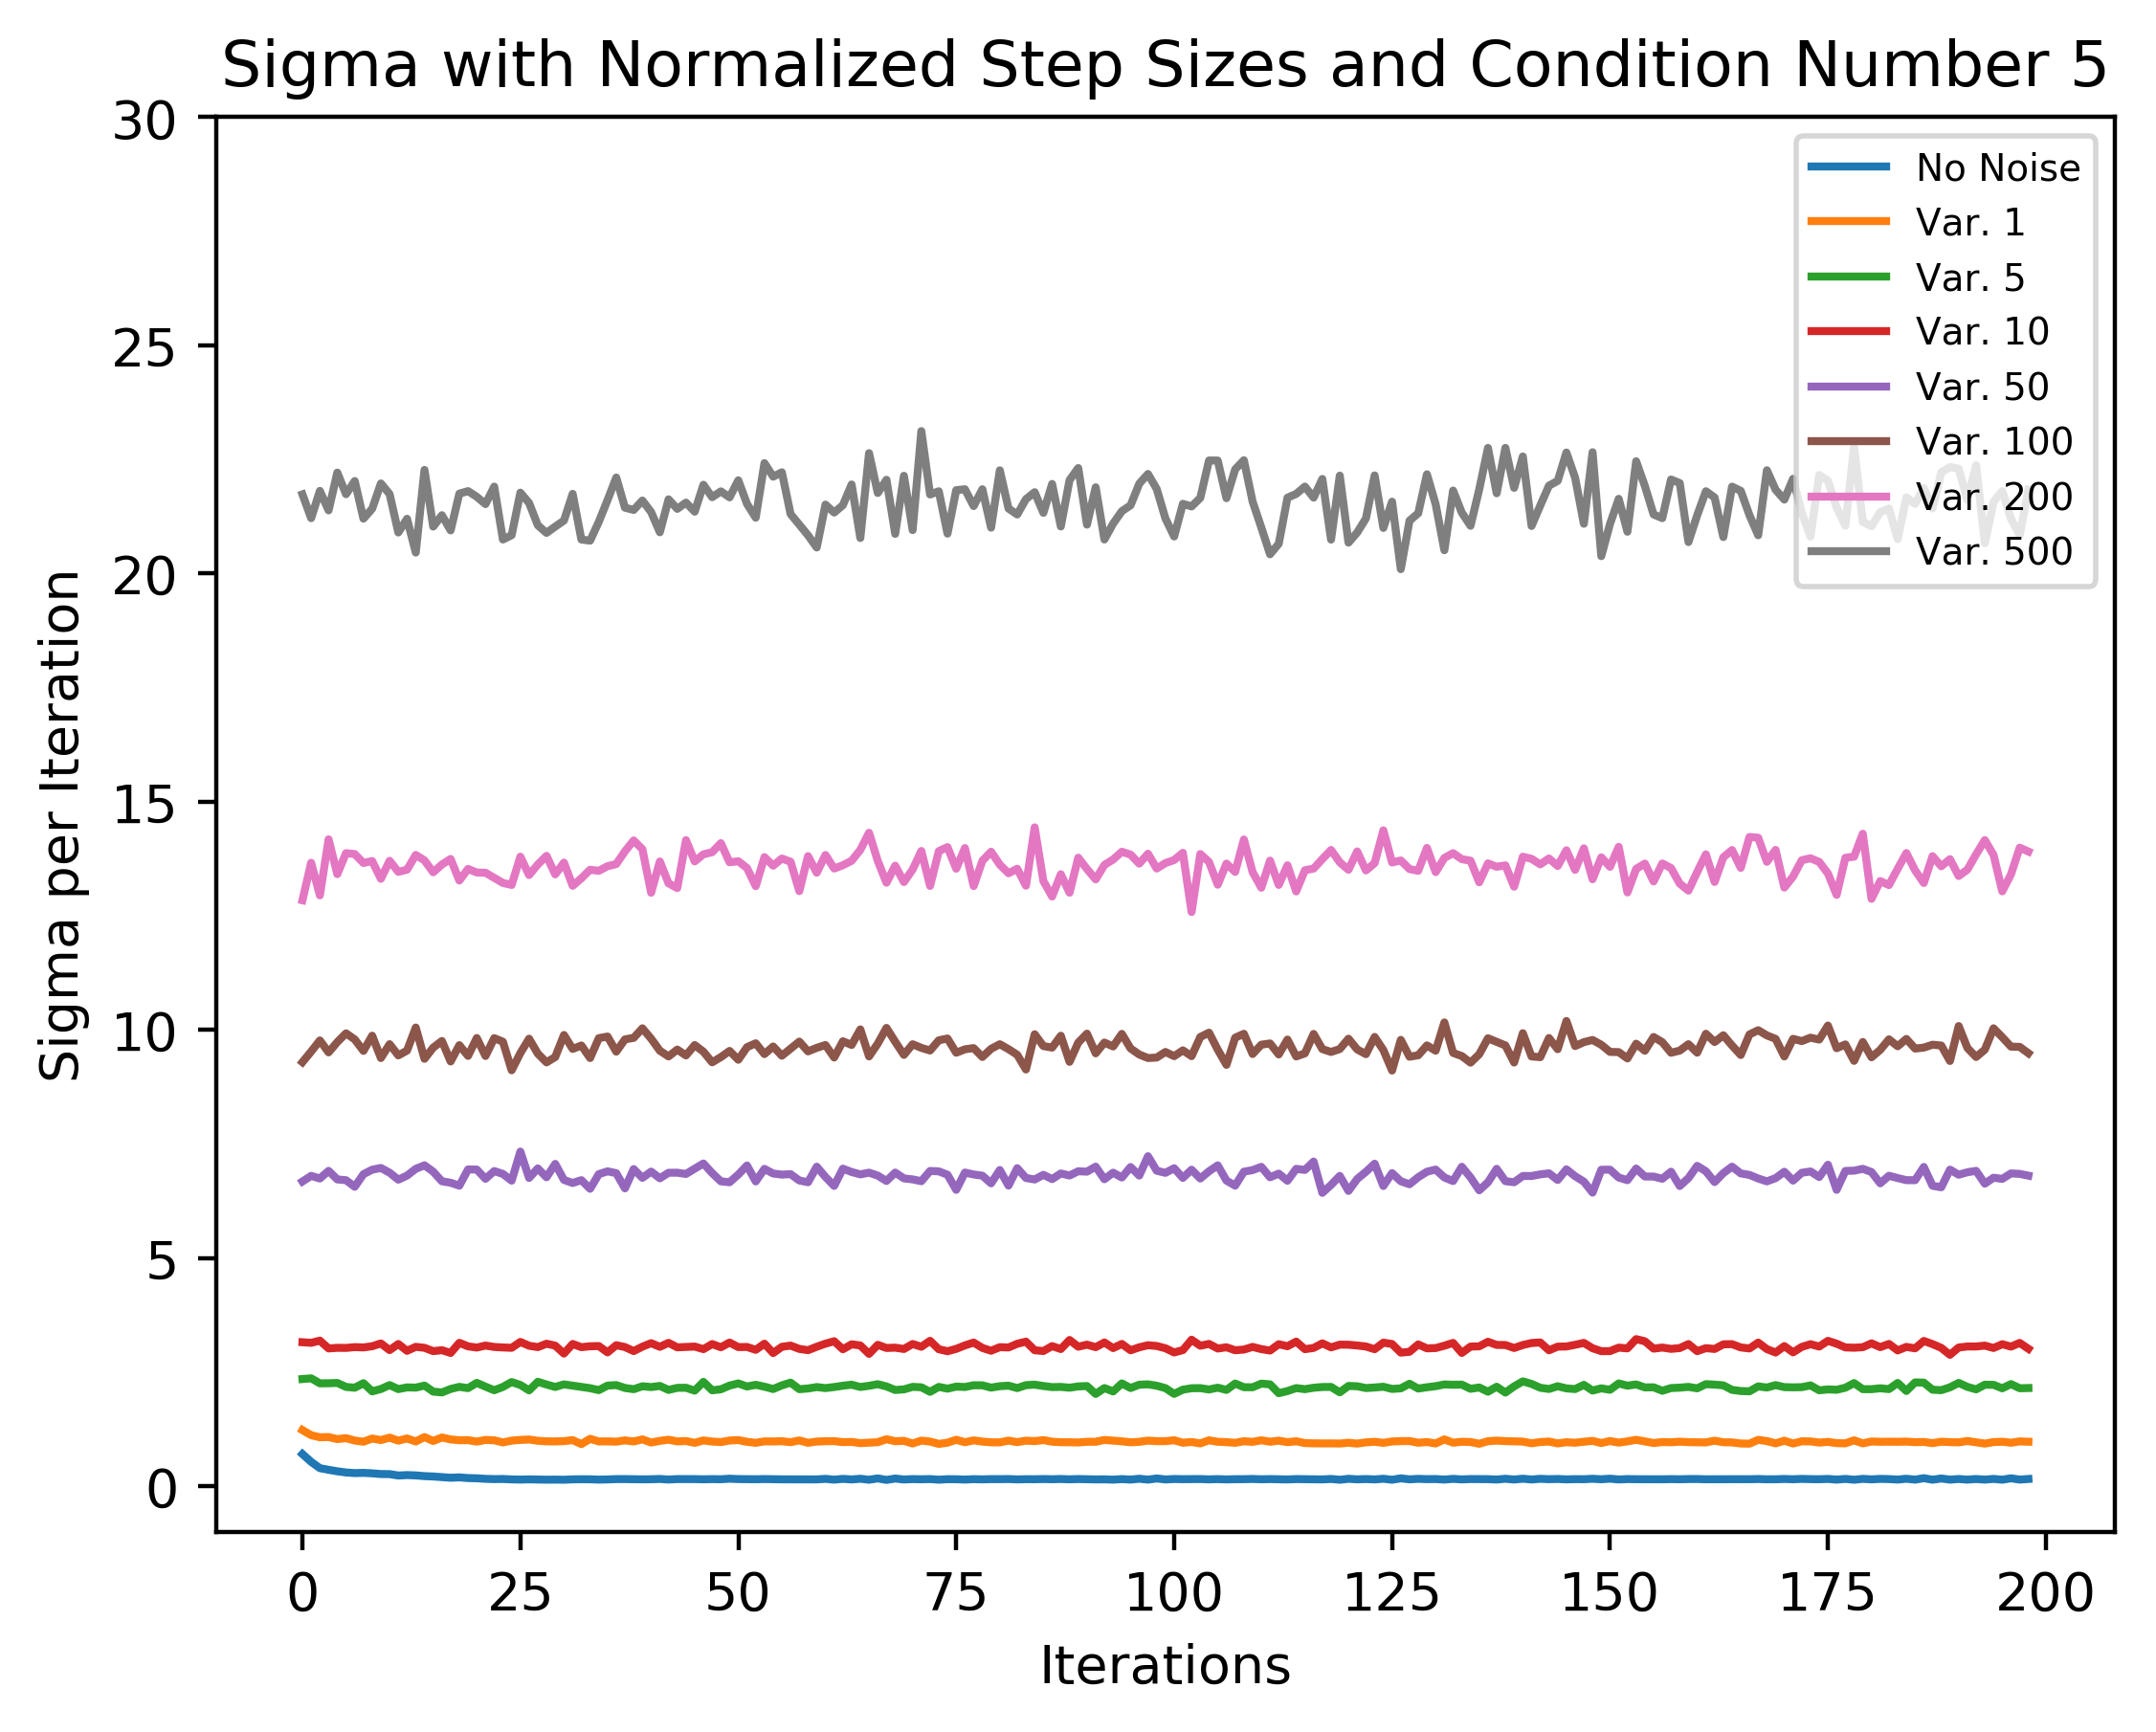 Sigma with Normalized Step Sizes and Condition Number 5
30
25
20
15
10
5
0
Sigma per Iteration
No Noise
Var. 1
Var. 5
Var. 10
Var. 50
Var. 100
Var. 200
Var. 500
0 25 50 75 100 125 150 175 200
Iterations